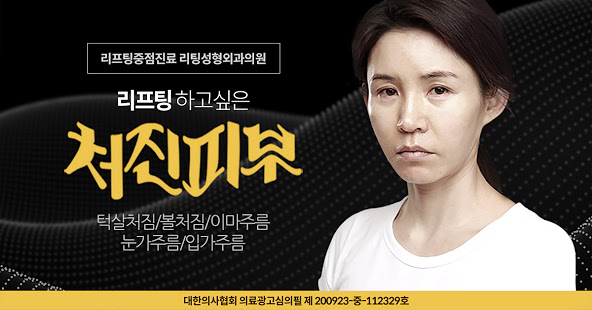 리프팅중점진료 리팅성형외과의원
리프팅 하고싶은
처진피부
턱살처짐/볼처짐/이마주름
눈가주름/입가주름
대한의사협회 의료광고심의필 제 200923-중-112329호